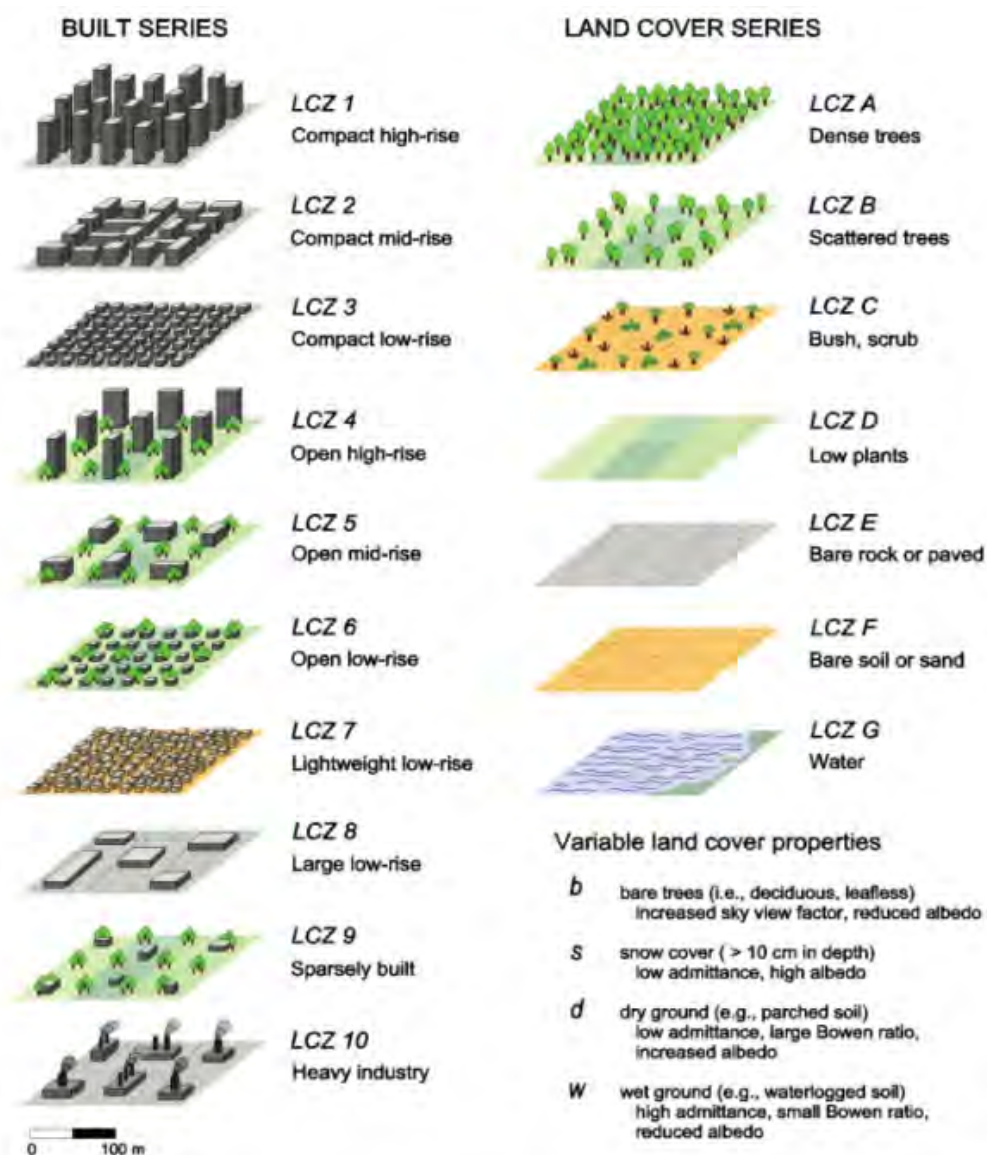 BUILT SERIES
LCZ 1
Compact high-rise
LCZ 2
Compact mid-rise
LCZ 3
Compact low-rise
LCZ 4
Open high-rise
LCZ 5
Open mid-rise
LCZ 6
Open low-rise
LCZ 7
Lightweight low-rise
LCZ 8
Large low-rise
LCZ 9
Sparsely built
LCZ 10
Heavy industry
0 100 m
LAND COVER SERIES
LCZ A
Dense trees
LCZ B
Scattered trees
LCZ C
Bush, scrub
LCZ D
Low plants
LCZ E
Bare rock or paved
LCZ F
Bare soil or sand
LCZ G
Water
Variable land cover properties
b bare trees (i.e., deciduous, leafless)
increased sky view factor, reduced albedo
s snow cover ( > 10 cm in depth)
low admittance, high albedo
d dry ground (e.g., parched soil)
low admittance, large Bowen ratio,
increased albedo
w wet ground (e.g., waterlogged soil)
high admittance, small Bowen ratio,
reduced albedo